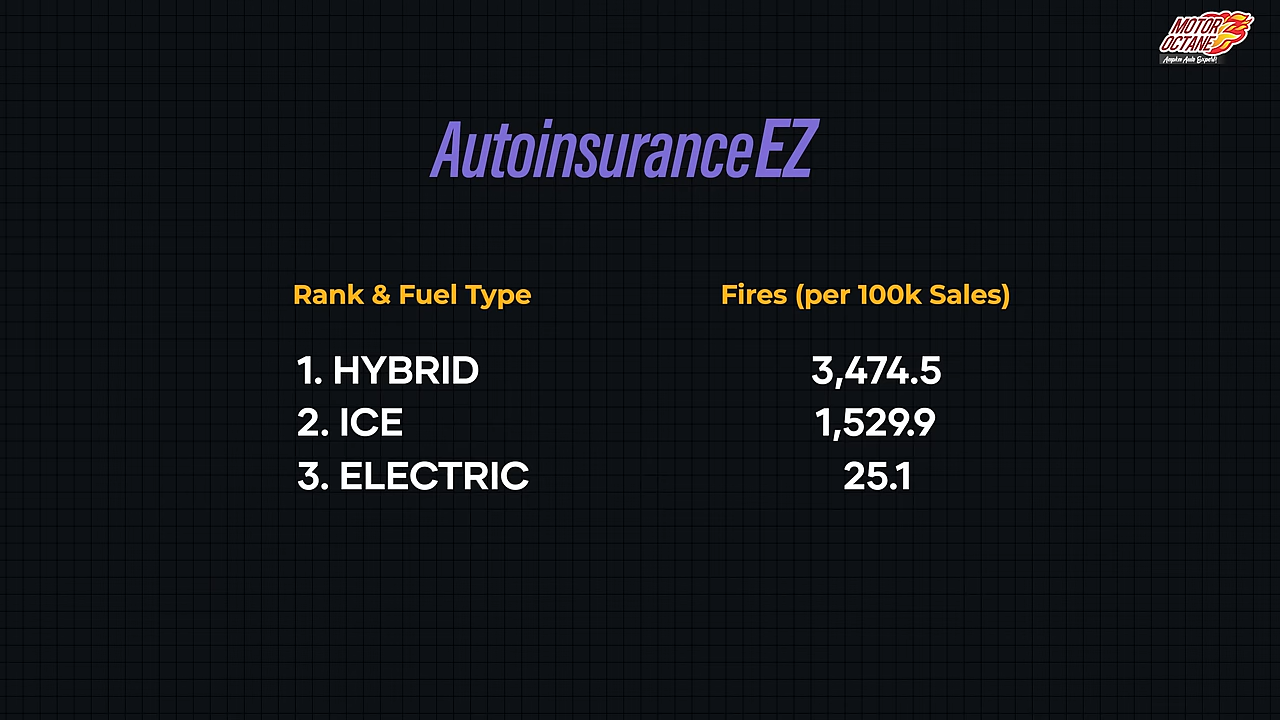 MOTOR
OCTANE
AutoinsuranceEZ
Rank & Fuel Type
Fires (per 100k Sales)
1. HYBRID
3,474.5
2. ICE
1,529.9
3. ELECTRIC
25.1